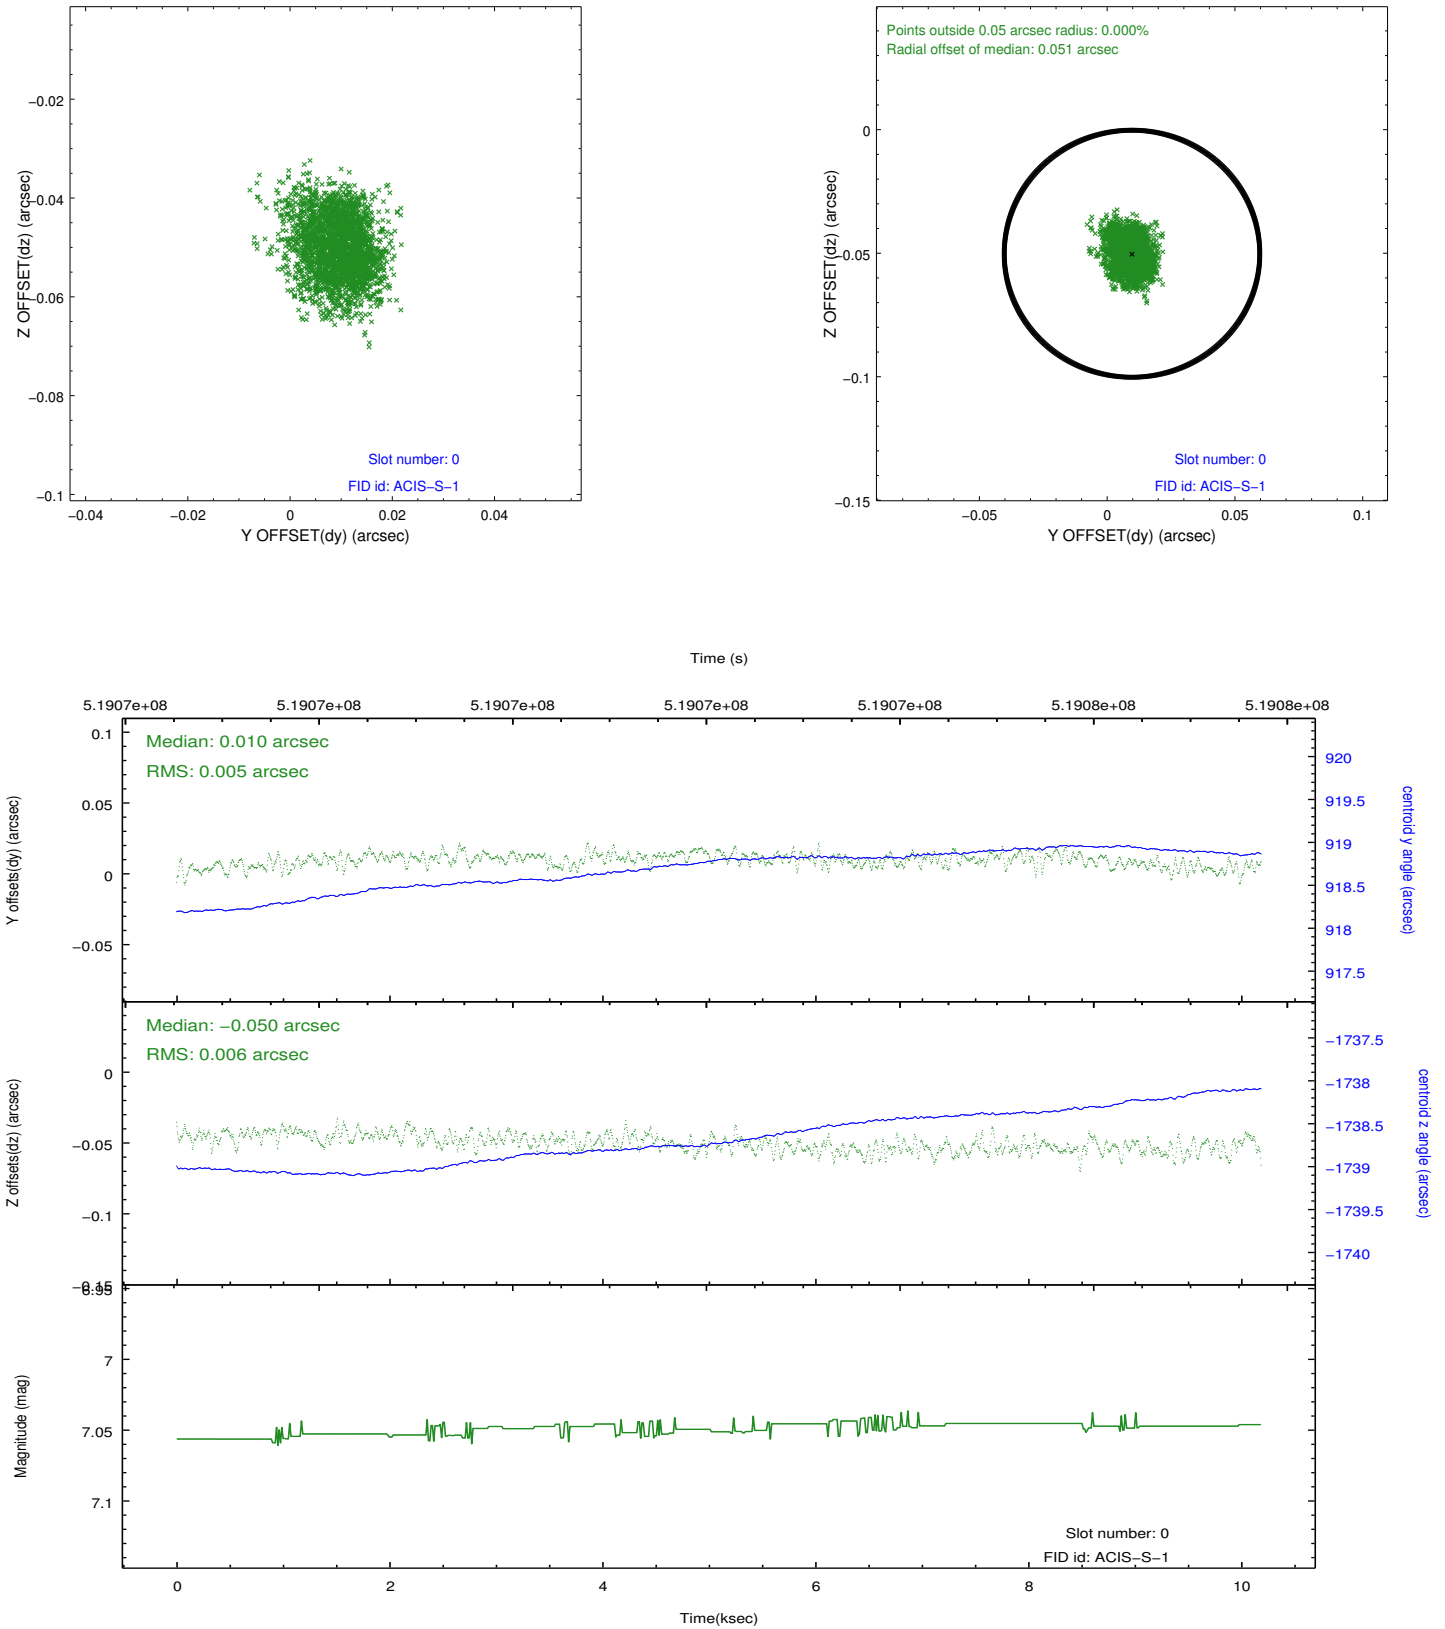 −0.02
−0.04
−0.06
−0.08
−0.1
Z OFFSET(dz) (arcsec)
−0.04
−0.02
0
0.02
0.04
Y OFFSET(dy) (arcsec)
Slot number: 0
FID id: ACIS−S−1
Points outside 0.05 arcsec radius: 0.000%
Radial offset of median: 0.051 arcsec
0
−0.05
−0.1
−0.15
Z OFFSET(dz) (arcsec)
−0.05
0
0.05
0.1
Y OFFSET(dy) (arcsec)
Slot number: 0
FID id: ACIS−S−1
Time (s)
5.1907e+08 5.1907e+08 5.1907e+08 5.1907e+08 5.1907e+08 5.1908e+08 5.1908e+08
Median: 0.010 arcsec
RMS: 0.005 arcsec
0.1
0.05
0
−0.05
Y offsets(dy) (arcsec)
920
919.5
919
918.5
918
917.5
centroid y angle (arcsec)
Median: −0.050 arcsec
RMS: 0.006 arcsec
0
−0.05
−0.1
−0.15
Z offsets(dz) (arcsec)
−1737.5
−1738
−1738.5
−1739
−1739.5
−1740
centroid z angle (arcsec)
6.95
7
7.05
7.1
Magnitude (mag)
Slot number: 0
FID id: ACIS−S−1
0 2 4 6 8 10
Time(ksec)